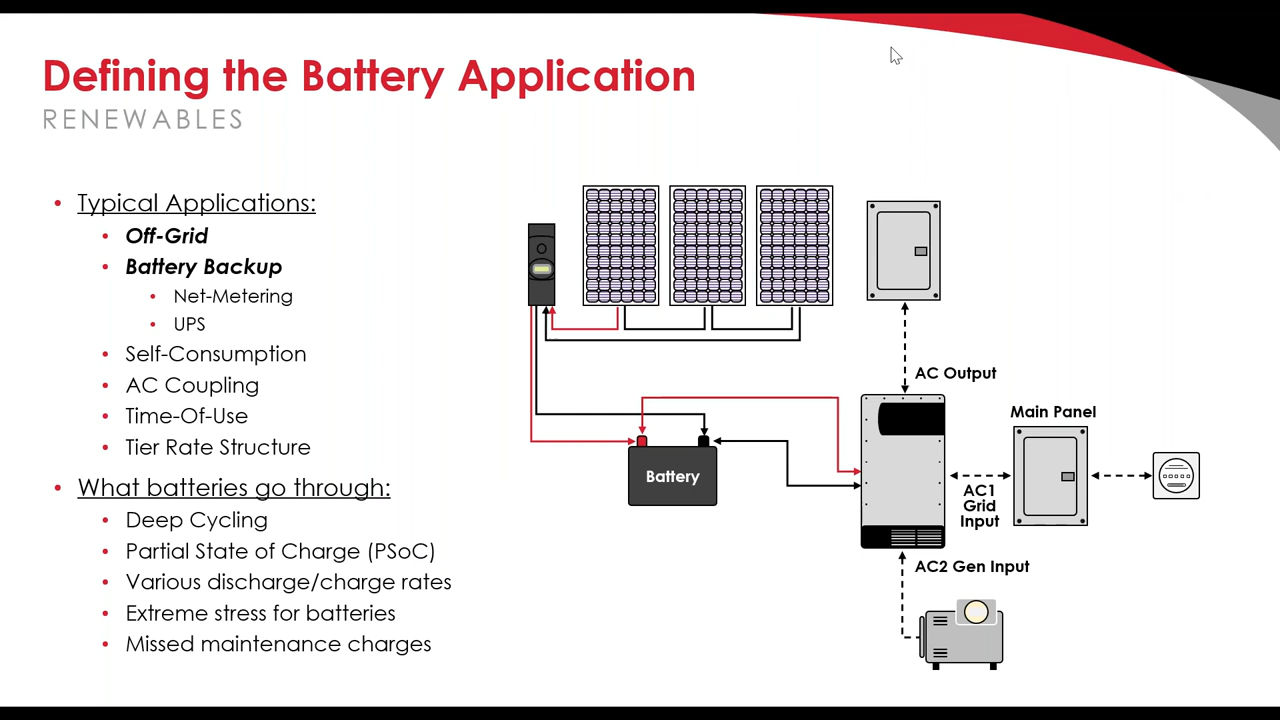 Defining the Battery Application
RENEWABLES
Typical Applications:
Off-Grid
Battery Backup
Net-Metering
UPS
Self-Consumption
AC Coupling
Time-Of-Use
Tier Rate Structure
What batteries go through:
Deep Cycling
Partial State of Charge (PSoC)
Various discharge/charge rates
Extreme stress for batteries
Missed maintenance charges
AC Output
Main Panel
Battery
AC1
Grid
Input
AC2 Gen Input